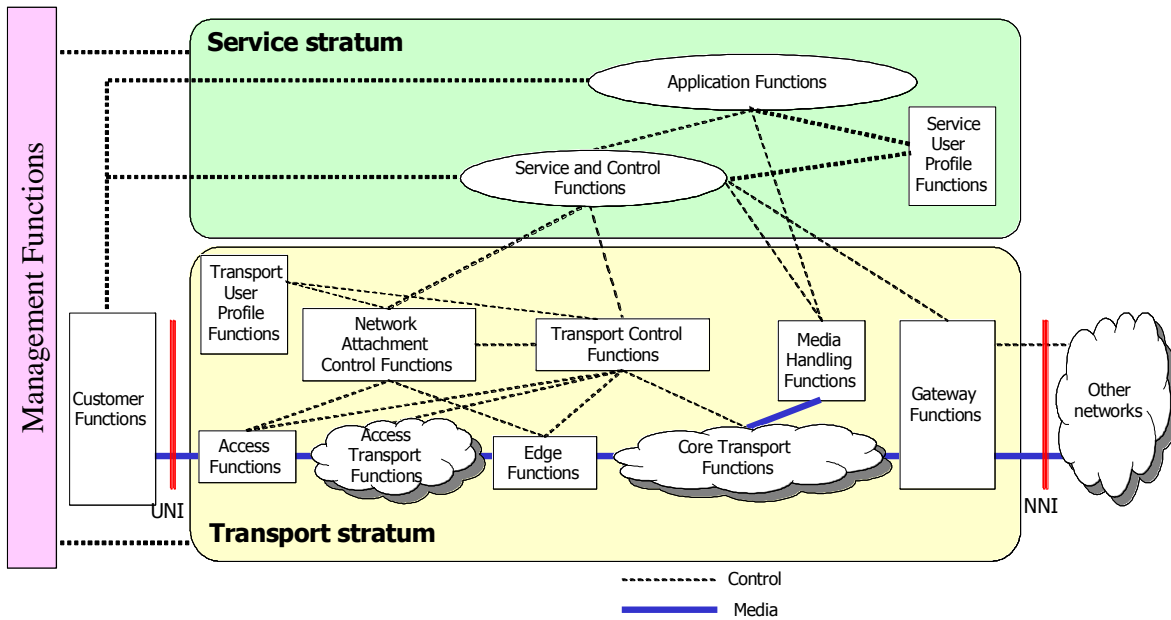 Management Functions
Service stratum
Application Functions
Service
User
Profile
Functions
Service and Control
Functions
Transport
User
Profile
Functions
Network
Attachment
Control Functions
Transport Control
Functions
Media
Handling
Functions
Gateway
Functions
Other
networks
Customer
Functions
Access
Functions
Access
Transport
Functions
Edge
Functions
Core Transport
Functions
UNI
NNI
Transport stratum
Control
Media